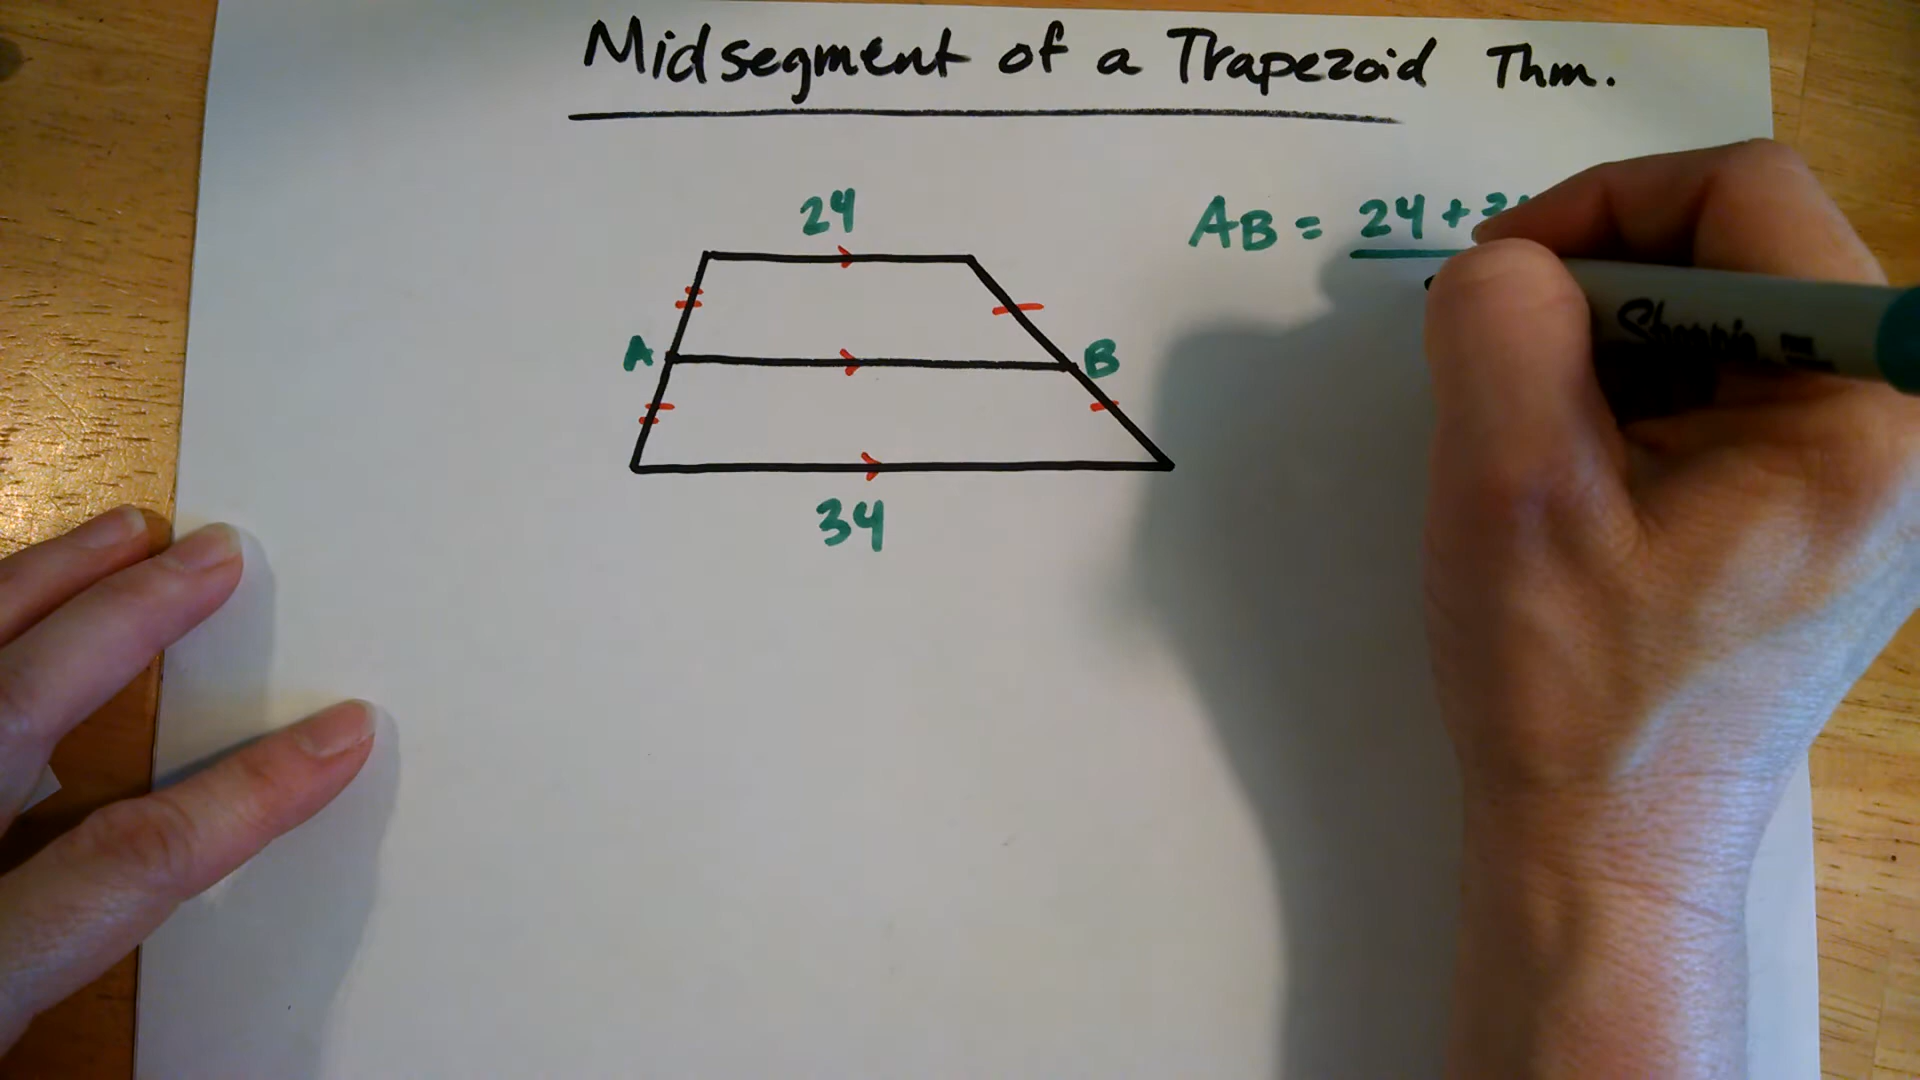 Midsegment of a Trapezoid Thm.
24
AB = 24 +
A
B
34
Sharpie